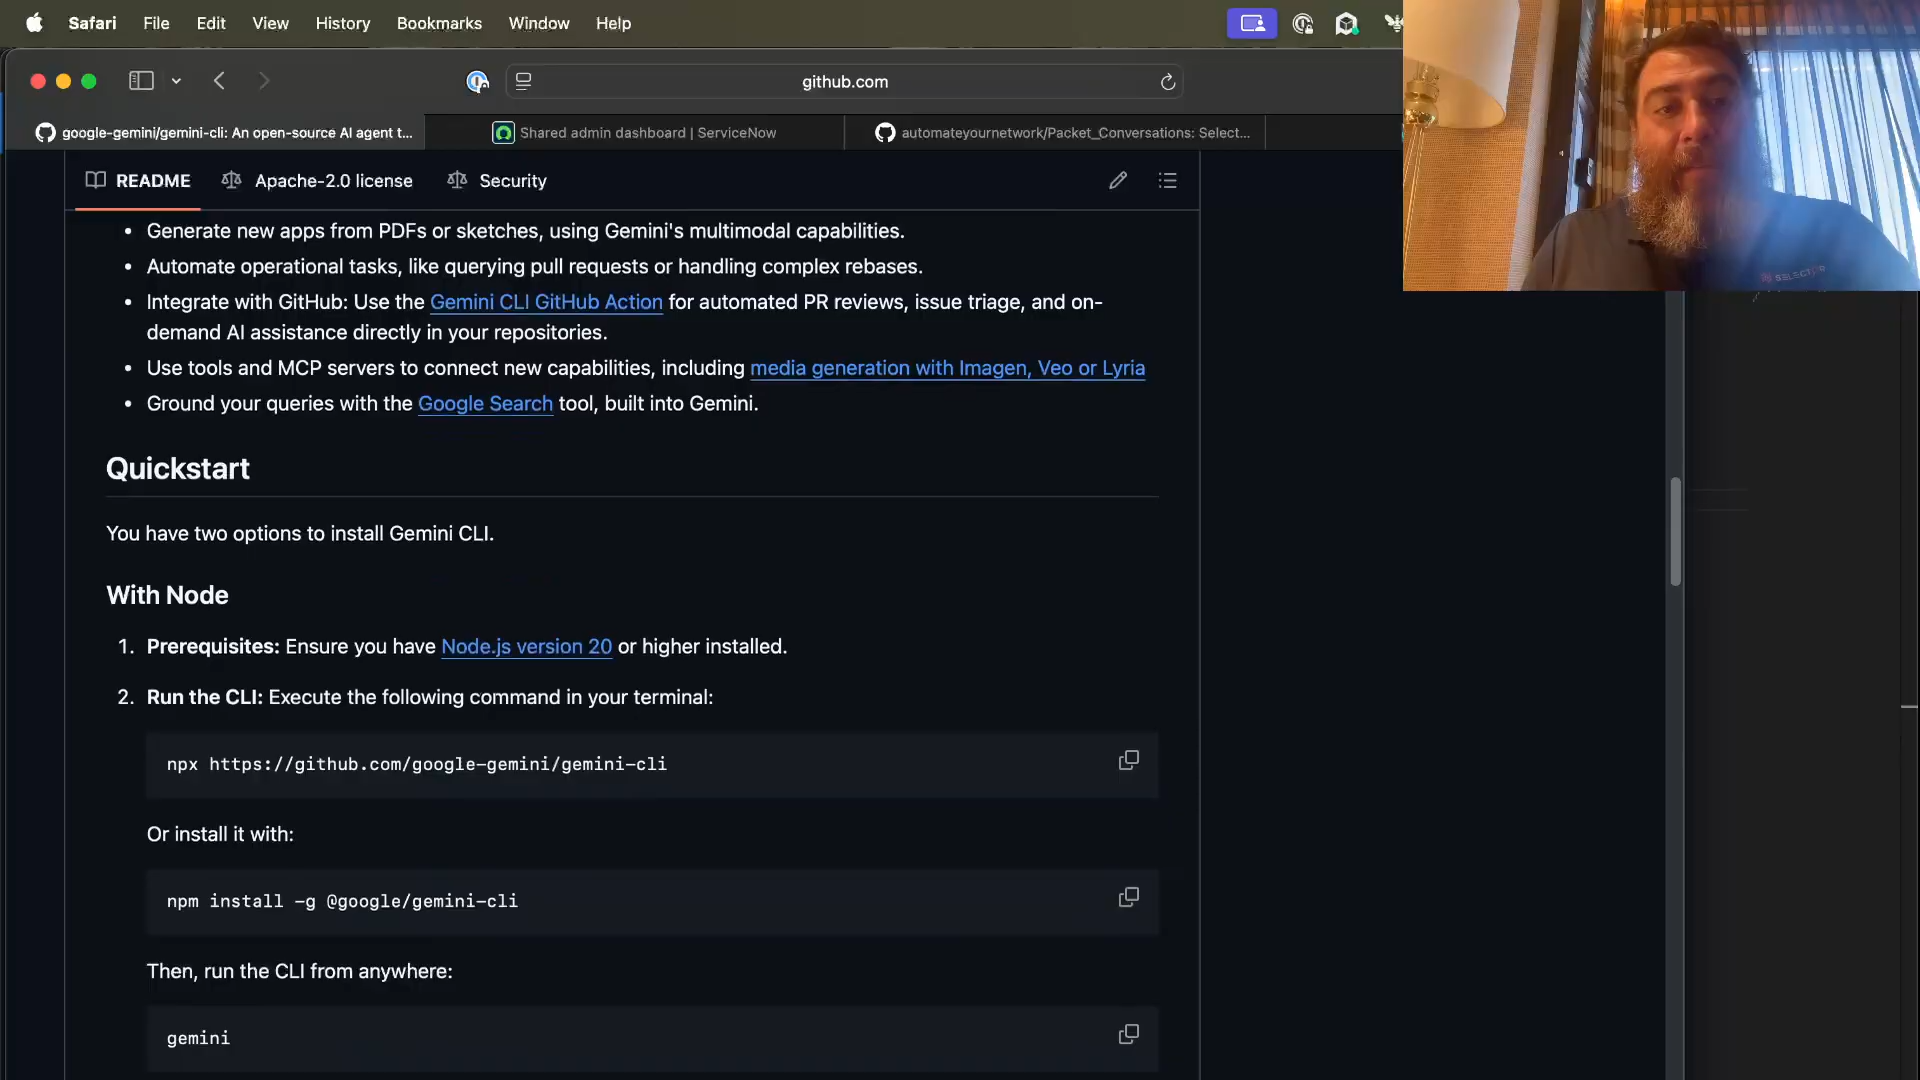 Safari File Edit View History Bookmarks Window Help
github.com
google-gemini/gemini-cli: An open-source AI agent t...
Shared admin dashboard | ServiceNow
automateyournetwork/Packet_Conversations: Select...
README Apache-2.0 license Security
• Generate new apps from PDFs or sketches, using Gemini's multimodal capabilities.
• Automate operational tasks, like querying pull requests or handling complex rebases.
• Integrate with GitHub: Use the Gemini CLI GitHub Action for automated PR reviews, issue triage, and on-
demand AI assistance directly in your repositories.
• Use tools and MCP servers to connect new capabilities, including media generation with Imagen, Veo or Lyria
• Ground your queries with the Google Search tool, built into Gemini.
Quickstart
You have two options to install Gemini CLI.
With Node
1. Prerequisites: Ensure you have Node.js version 20 or higher installed.
2. Run the CLI: Execute the following command in your terminal:
npx https://github.com/google-gemini/gemini-cli
Or install it with:
npm install -g @google/gemini-cli
Then, run the CLI from anywhere:
gemini
SELECTOR